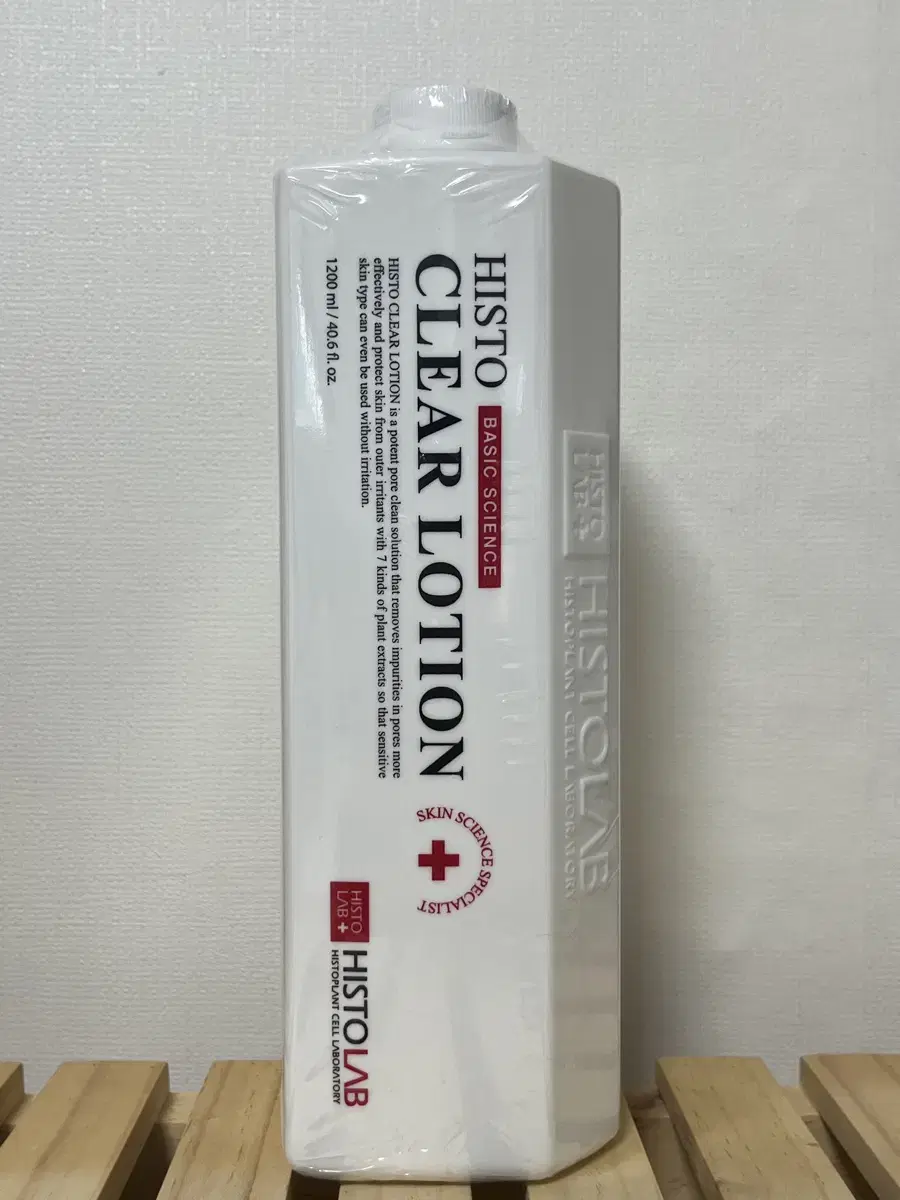 HISTO BASIC SCIENCE
CLEAR LOTION
HISTO CLEAR LOTION is a potent pore clean solution that removes impurities in pores more
effectively and protect skin from outer irritants with 7 kinds of plant extracts so that sensitive
skin type can even be used without irritation.
1200 ml / 40.6 fl. oz.
SKIN SCIENCE SPECIALIST
HISTO
LAB+
HISTOLAB
HISTOPLANT CELL LABORATORY
HISTO
LAB+
HISTOLAB
HISTOPLANT CELL LABORATORY